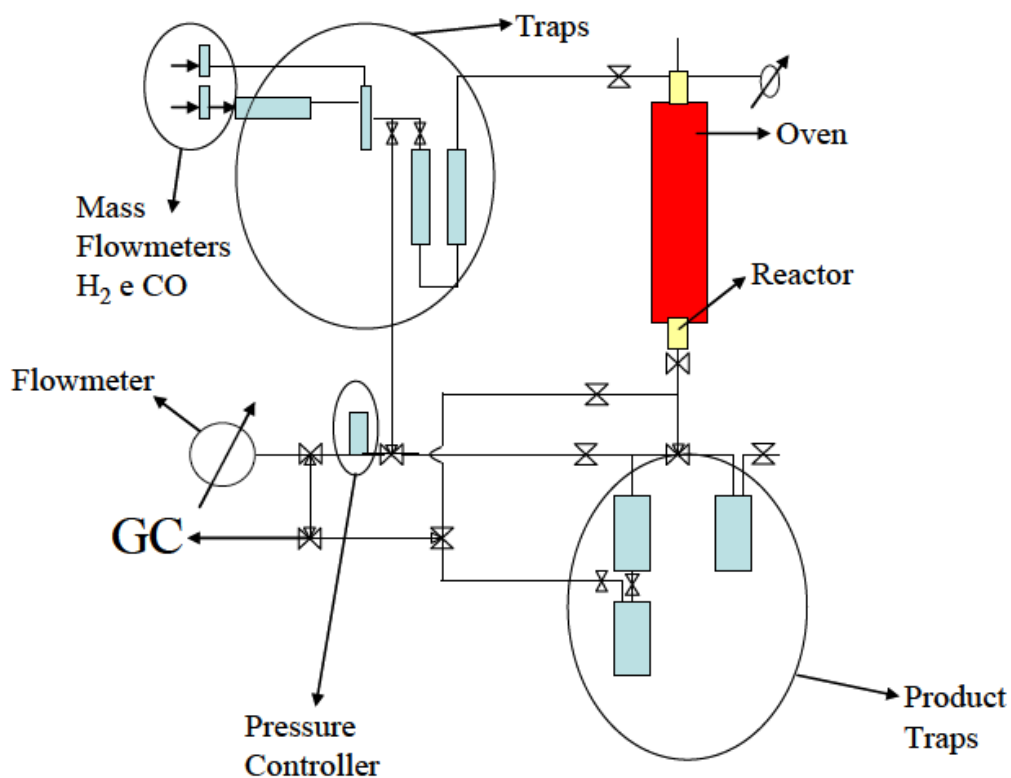 Traps
Oven
Mass
Flowmeters
H₂ e CO
Reactor
Flowmeter
GC
Product
Traps
Pressure
Controller